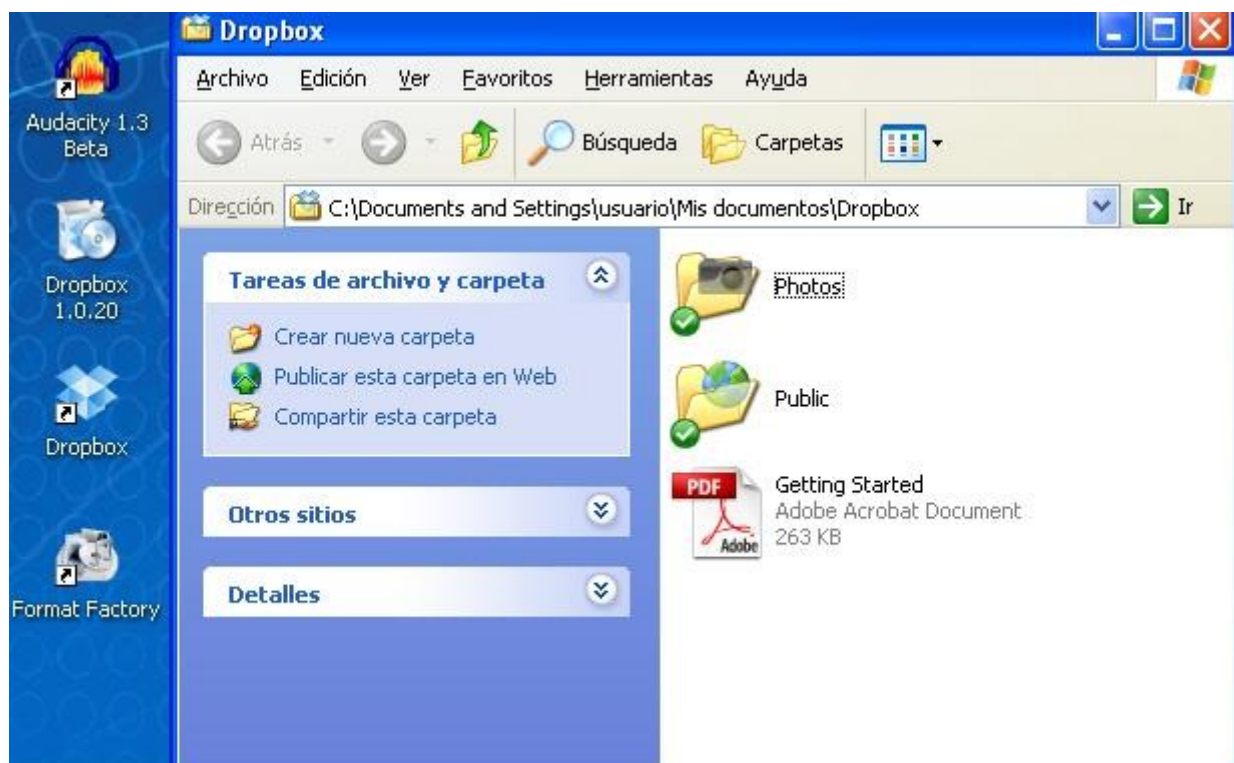 Audacity 1.3
Beta
Dropbox
1.0.20
Dropbox
Format Factory
Dropbox
Archivo Edición Ver Favoritos Herramientas Ayuda
Atrás Búsqueda Carpetas
Dirección C:\Documents and Settings\usuario\Mis documentos\Dropbox Ir
Tareas de archivo y carpeta
Crear nueva carpeta
Publicar esta carpeta en Web
Compartir esta carpeta
Otros sitios
Detalles
Photos
Public
PDF
Adobe
Getting Started
Adobe Acrobat Document
263 KB